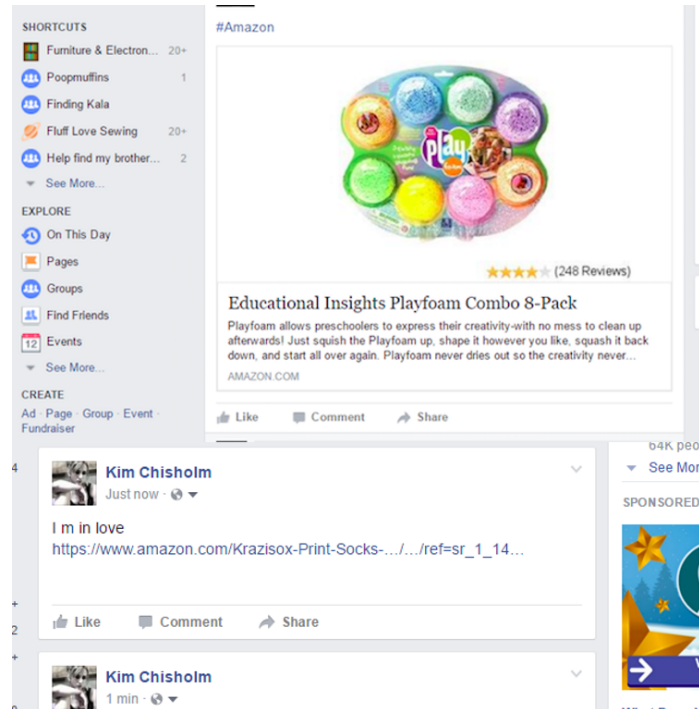 SHORTCUTS
Furniture & Electron... 20+
Poopmuffins 1
Finding Kala
Fluff Love Sewing 20+
Help find my brother... 2
See More...
EXPLORE
On This Day
Pages
Groups
Find Friends
12 Events
See More...
CREATE
Ad · Page · Group · Event ·
Fundraiser
#Amazon
play
(248 Reviews)
Educational Insights Playfoam Combo 8-Pack
Playfoam allows preschoolers to express their creativity-with no mess to clean up
afterwards! Just squish the Playfoam up, shape it however you like, squash it back
down, and start all over again. Playfoam never dries out so the creativity never...
AMAZON.COM
Like Comment Share
4
Kim Chisholm
Just now
I m in love
https://www.amazon.com/Krazisox-Print-Socks-.../.../ref=sr_1_14...
Like Comment Share
+
2
+
Kim Chisholm
1 min
64K peo
See Mor
SPONSORED